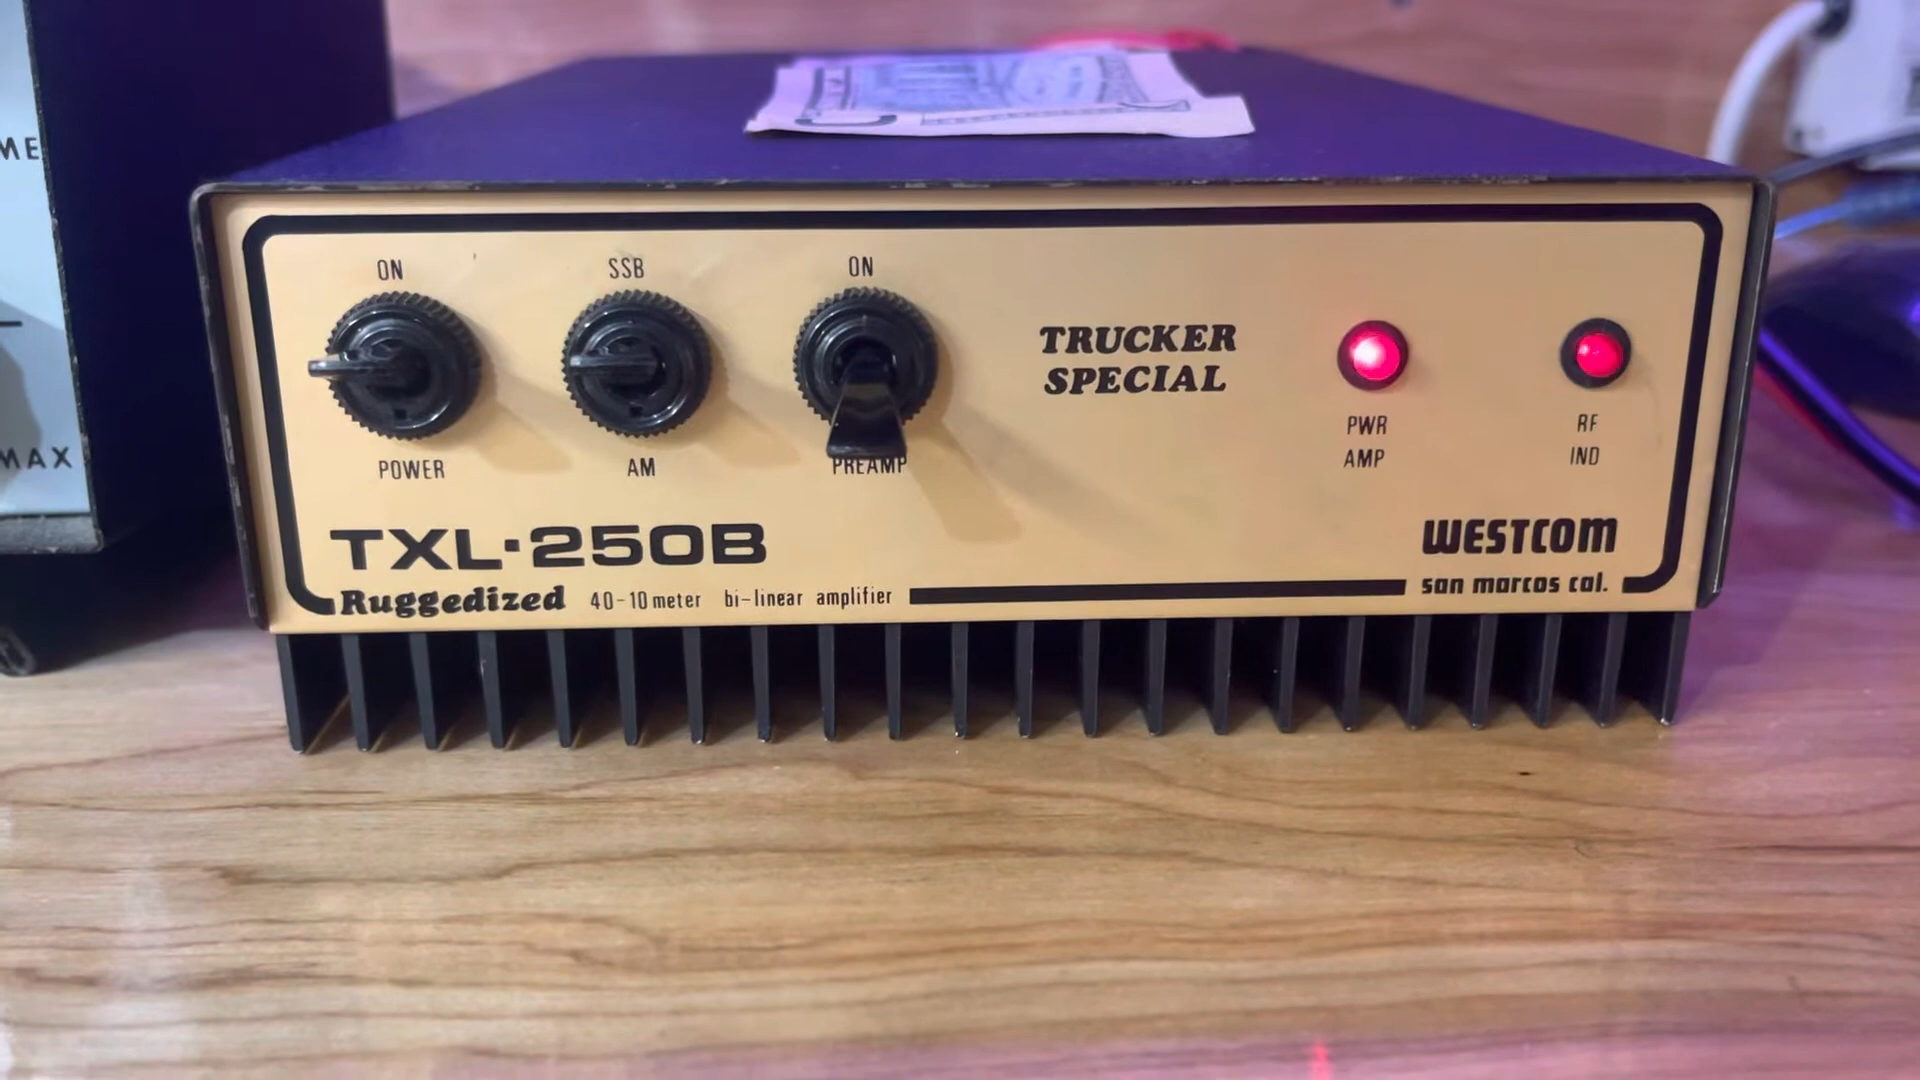 ME
MAX
ON
SSB
ON
POWER
AM
PREAMP
TRUCKER
SPECIAL
PWR
AMP
RF
IND
TXL-250B
Ruggedized 40-10 meter bi-linear amplifier
WESTCOM
san marcos cal.